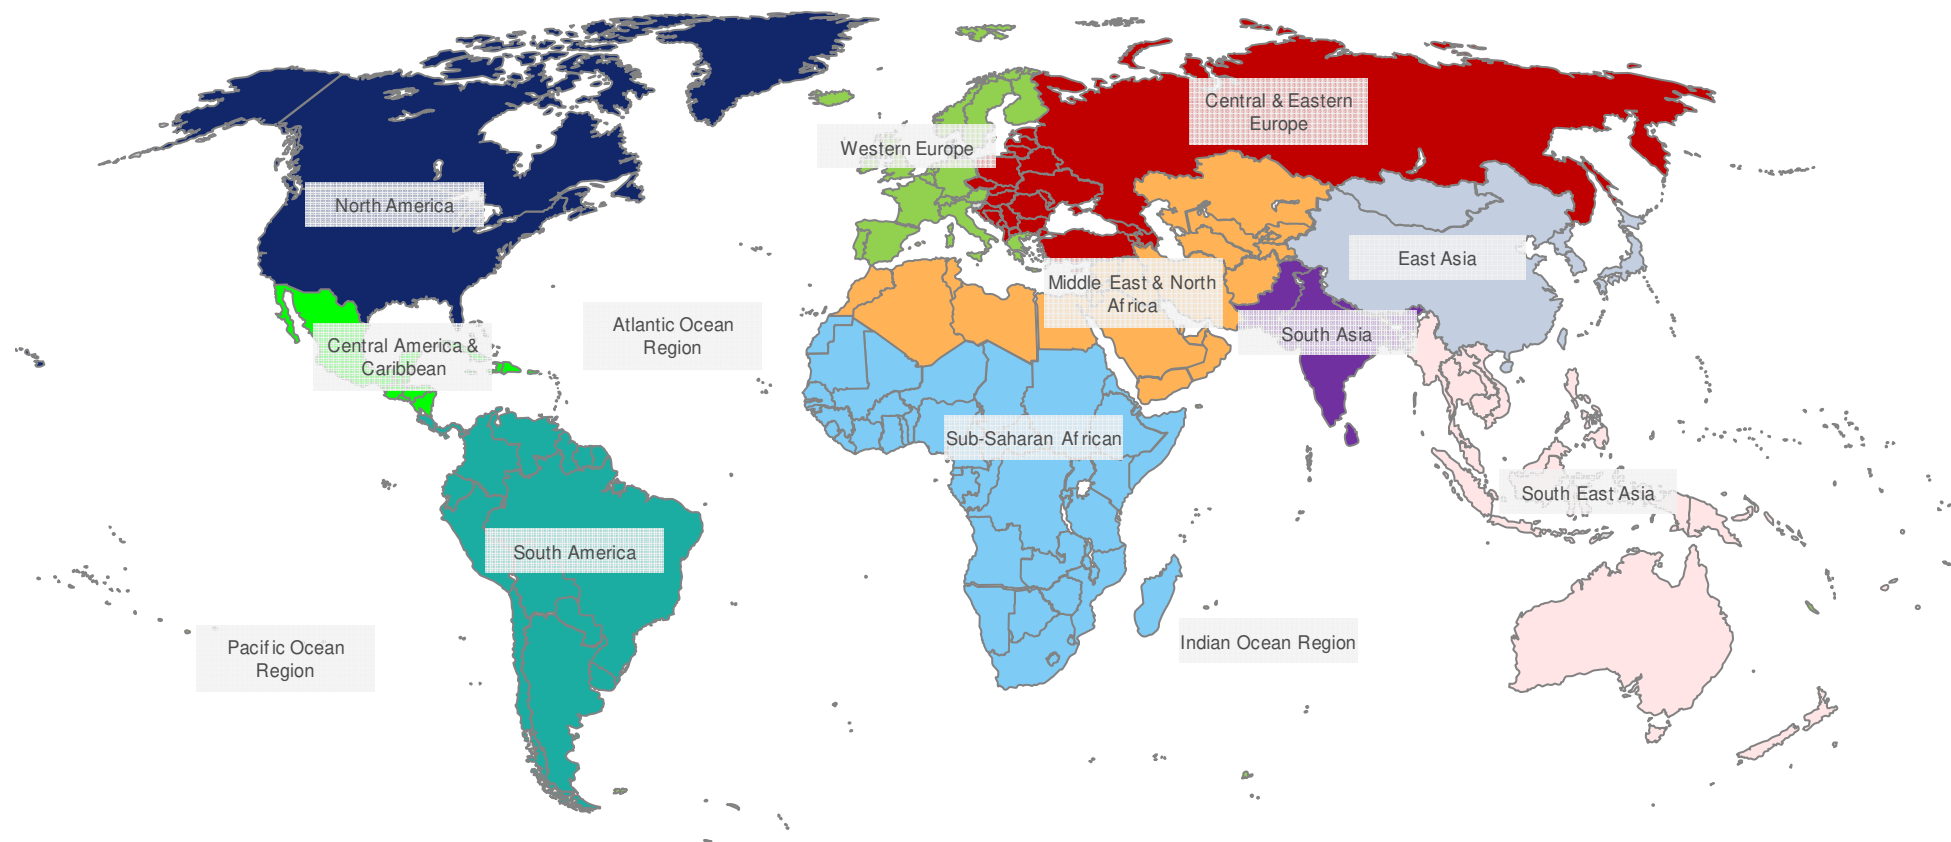 Central & Eastern
Europe
Western Europe
North America
East Asia
Middle East & North
Africa
Atlantic Ocean
Region
South Asia
Central America &
Caribbean
Sub-Saharan African
South East Asia
South America
Indian Ocean Region
Pacific Ocean
Region